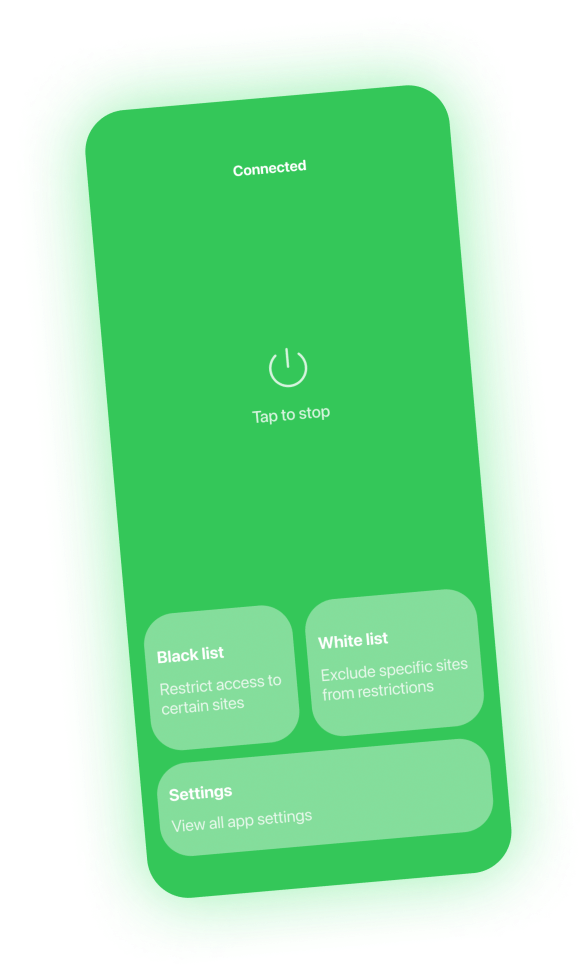 Connected
Tap to stop
Black list
Restrict access to
certain sites
White list
Exclude specific sites
from restrictions
Settings
View all app settings